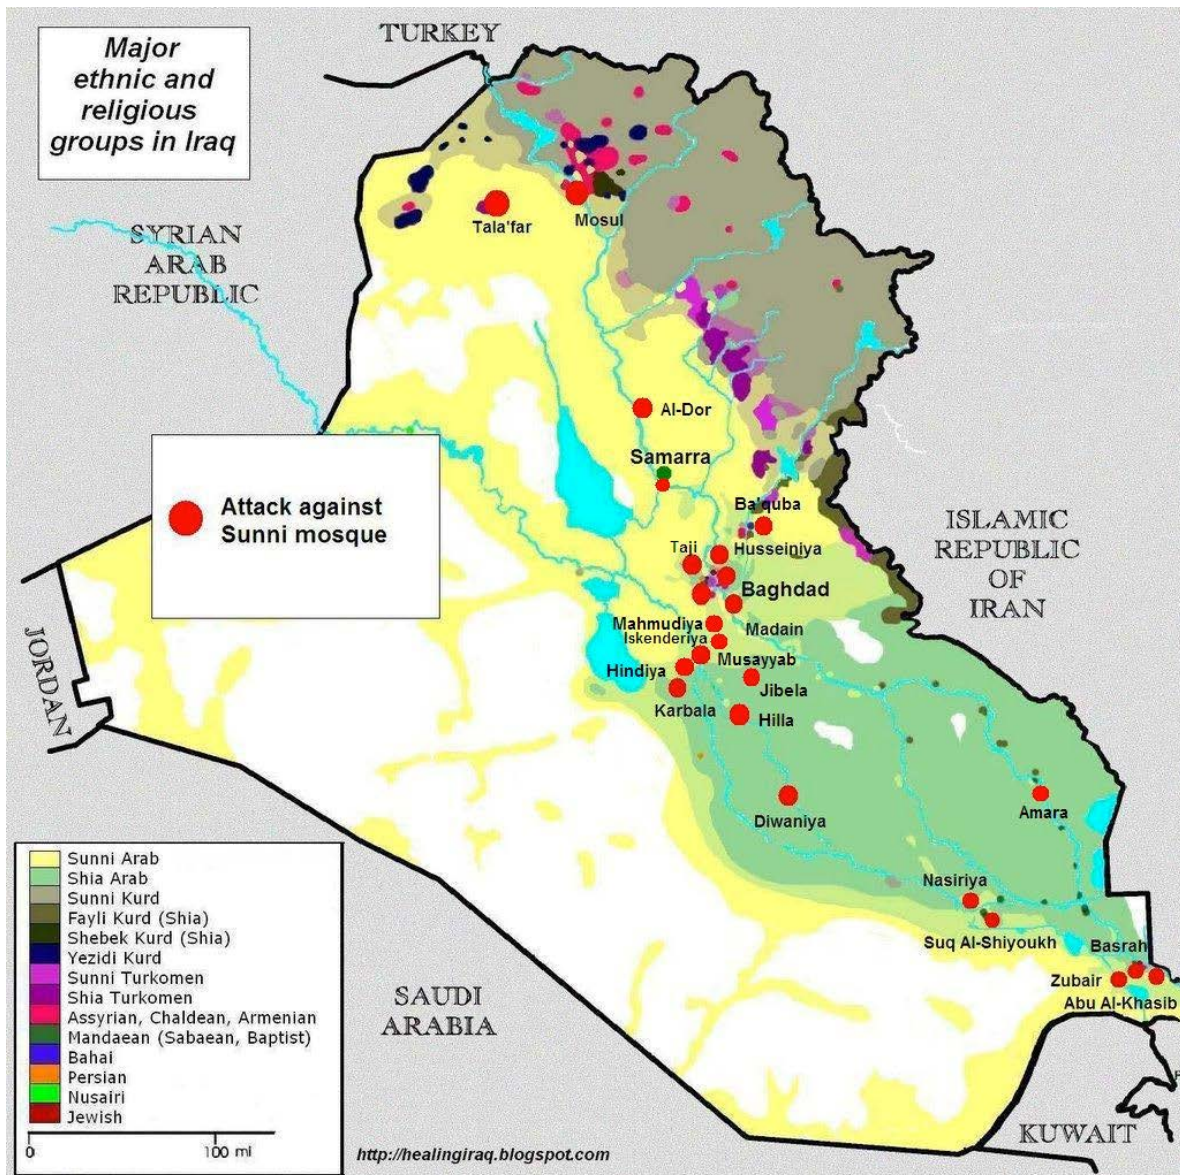 Major
ethnic and
religious
groups in Iraq
TURKEY
SYRIAN
ARAB
REPUBLIC
Tala'far
Mosul
Al-Dor
Samarra
Attack against
Sunni mosque
Ba'quba
Taji
Husseiniya
Baghdad
ISLAMIC
REPUBLIC
OF
IRAN
JORDAN
Mahmudiya
Madain
Iskenderiya
Musayyab
Hindiya
Jibela
Karbala
Hilla
Diwaniya
Amara
Nasiriya
Suq Al-Shiyoukh
Basrah
Zubair
Abu Al-Khasib
SAUDI
ARABIA
KUWAIT
Sunni Arab
Shia Arab
Sunni Kurd
Fayli Kurd (Shia)
Shebek Kurd (Shia)
Yezidi Kurd
Sunni Turkomen
Shia Turkomen
Assyrian, Chaldean, Armenian
Mandaean (Sabaean, Baptist)
Bahai
Persian
Nusairi
Jewish
0 100 ml
http://healingiraq.blogspot.com